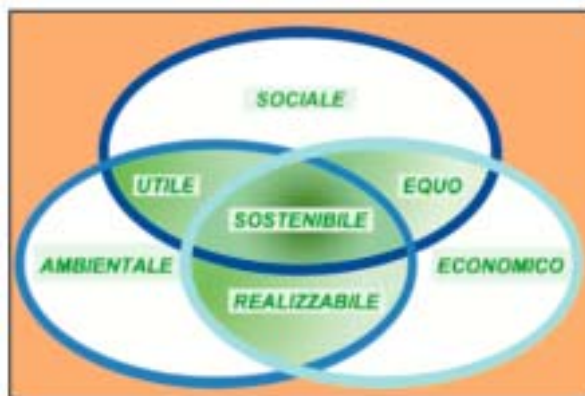 SOCIALE
UTILE
EQUO
SOSTENIBILE
AMBIENTALE
ECONOMICO
REALIZZABILE